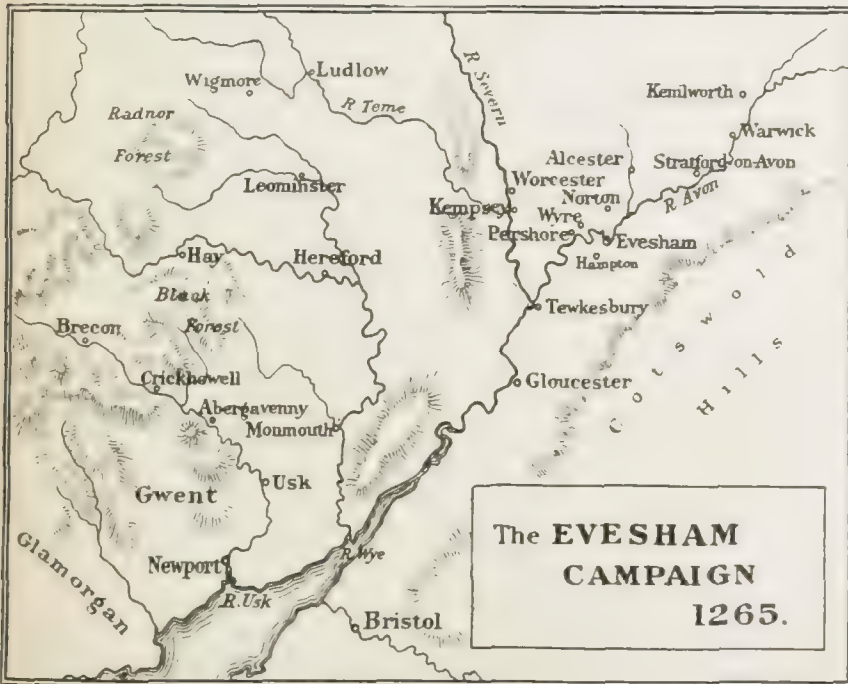 Wigmore
Ludlow
R Severn
Kenilworth
R Teme
Radnor
Forest
Warwick
Alcester
Stratford-on-Avon
Leominster
Worcester
Norton
R Avon
Kempsey
Wyre
Pershore
Evesham
Hay
Hereford
Hampton
Black
Forest
Brecon
Tewkesbury
Cotswold
Hills
Crickhowell
Gloucester
Abergavenny
Monmouth
Usk
Gwent
Glamorgan
Newport
R. Wye
R. Usk
Bristol
The EVESHAM
CAMPAIGN
1265.